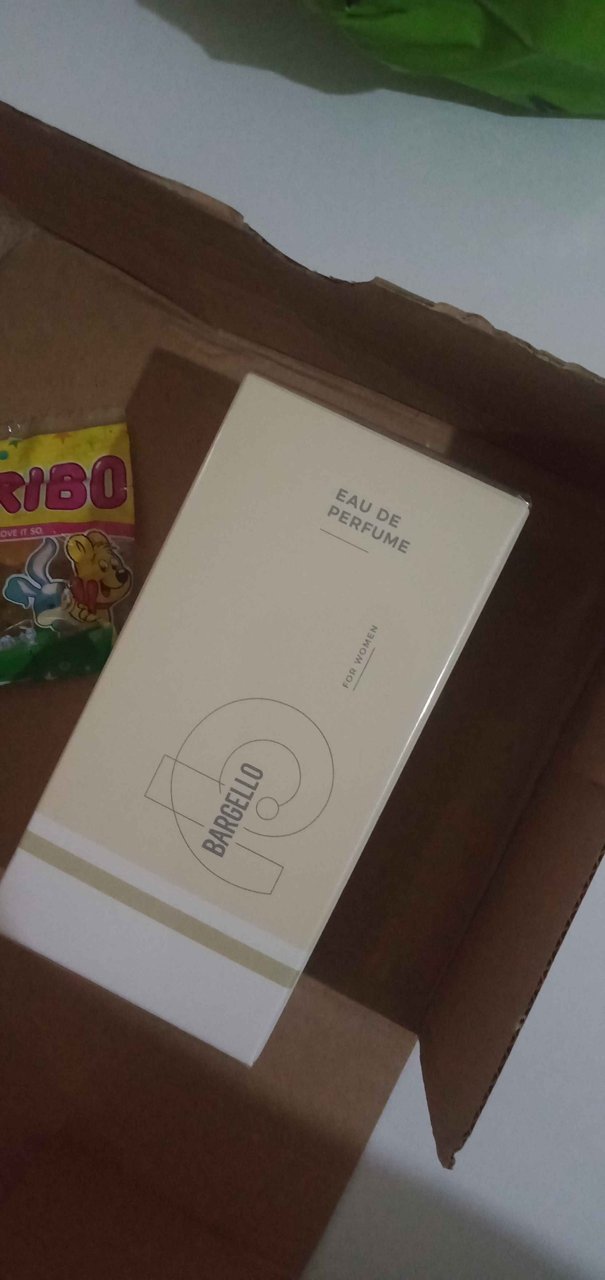 RIBO
OVE IT SO.
EAU DE
PERFUME
FOR WOMEN
BARGELLO